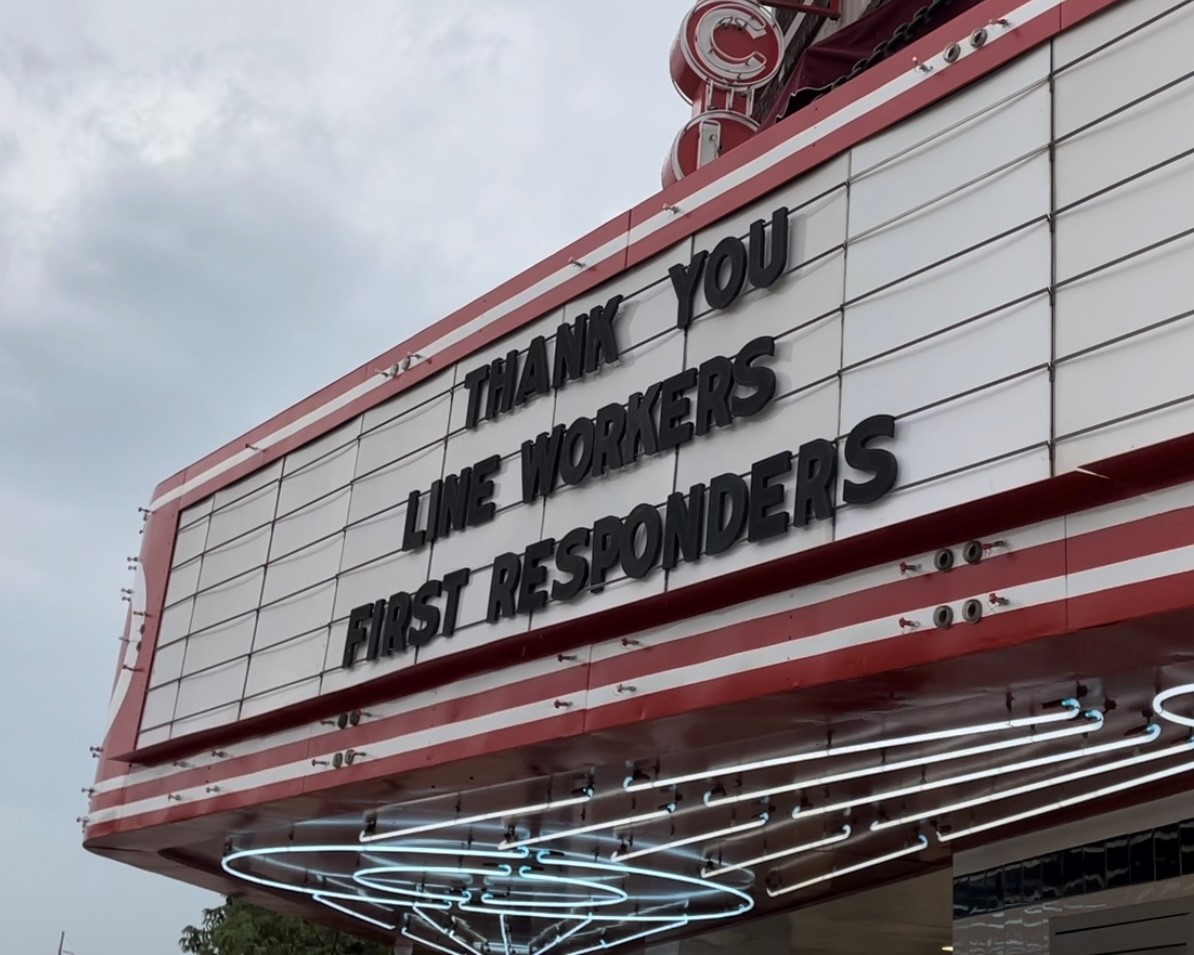 C
I
THANK YOU
LINE WORKERS
FIRST RESPONDERS